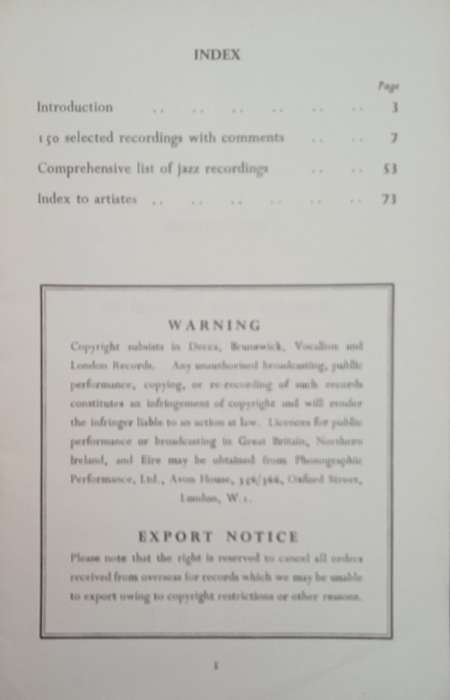 INDEX
Page
Introduction .. .. .. .. .. .. 3
150 selected recordings with comments .. .. 7
Comprehensive list of jazz recordings .. .. 53
Index to artistes .. .. .. .. .. .. 73
WARNING
Copyright subsists in Decca, Brunswick, Vocalion and
London Records. Any unauthorised broadcasting, public
performance, copying, or re-recording of such records
constitutes an infringement of copyright and will render
the infringer liable to an action at law. Licences for public
performance or broadcasting in Great Britain, Northern
Ireland, and Eire may be obtained from Phonographic
Performance, Ltd., Avon House, 356/366, Oxford Street,
London, W.1.
EXPORT NOTICE
Please note that the right is reserved to cancel all orders
received from overseas for records which we may be unable
to export owing to copyright restrictions or other reasons.
1